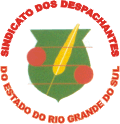 SINDICATO DOS DESPACHANTES
DO ESTADO DO RIO GRANDE DO SUL